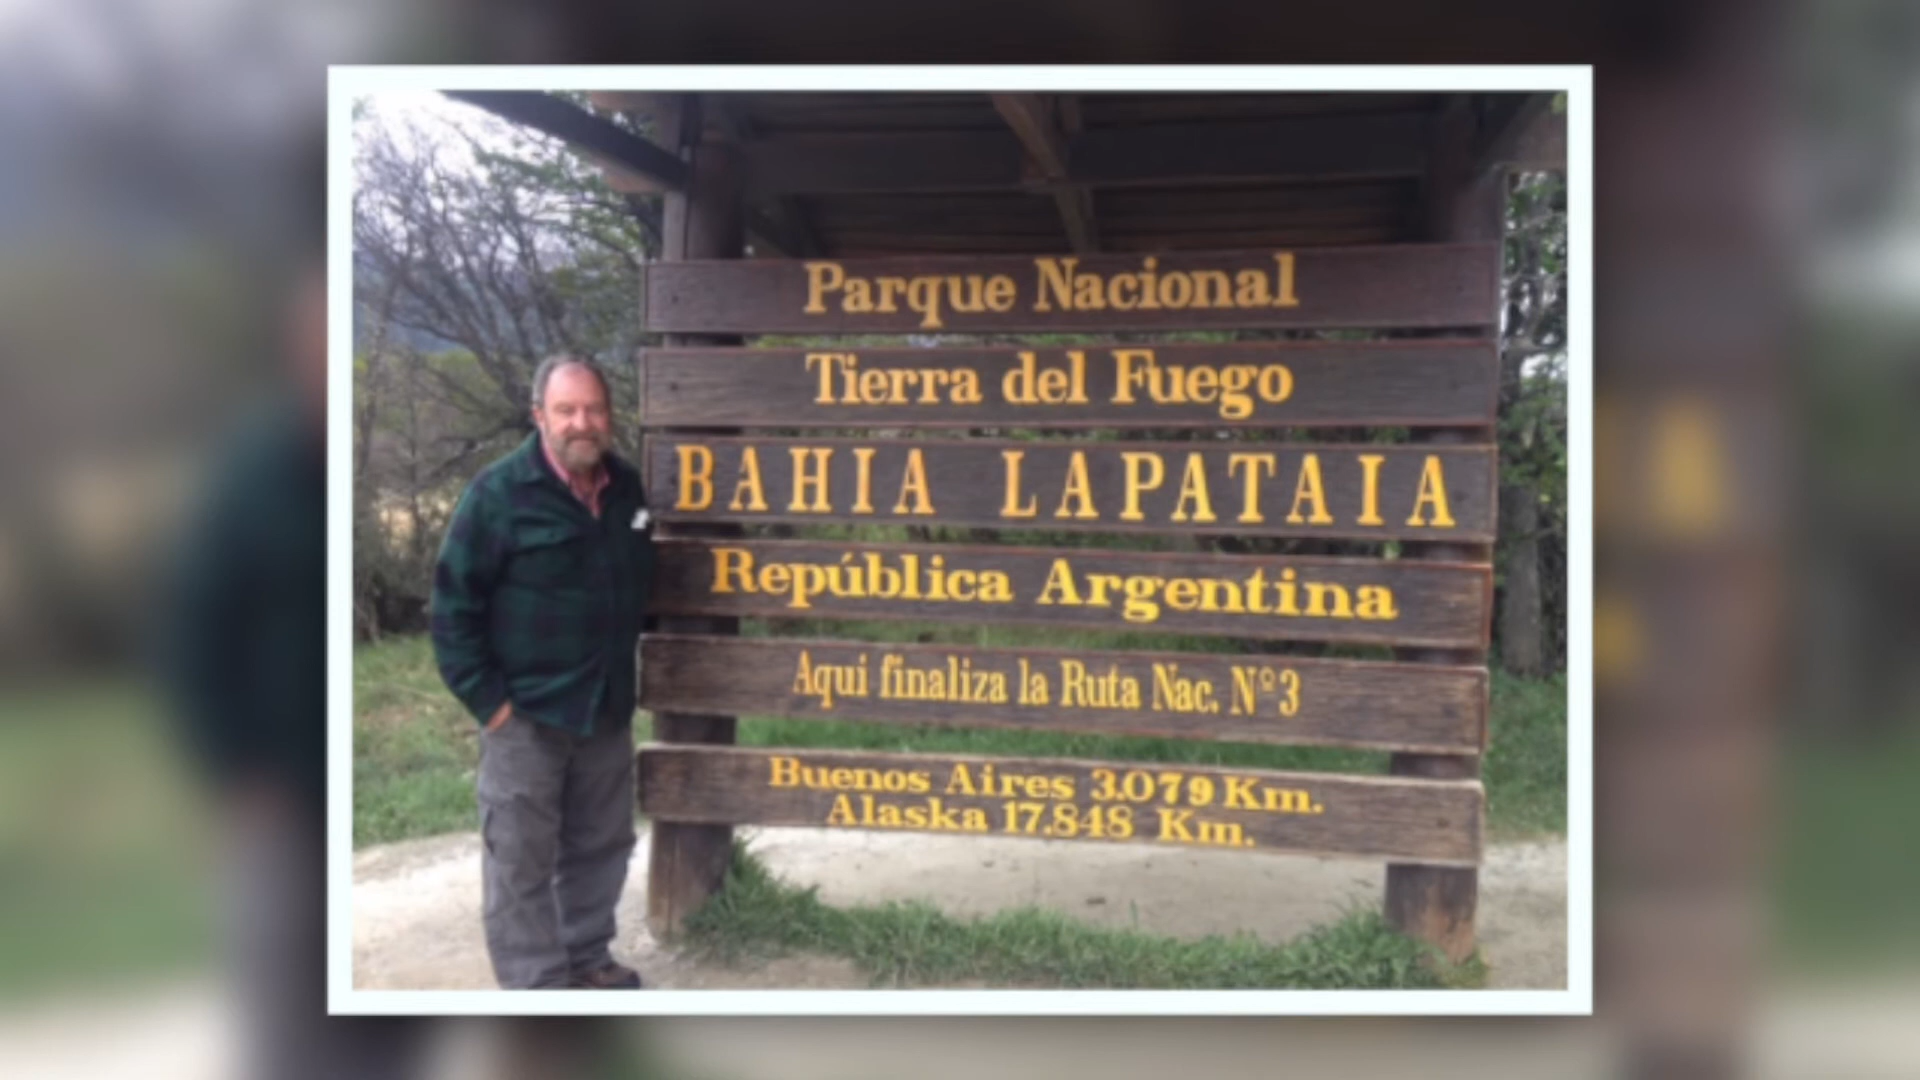 Parque Nacional
Tierra del Fuego
BAHIA LAPATAIA
República Argentina
Aqui finaliza la Ruta Nac. Nº3
Buenos Aires 3.079 Km.
Alaska 17.848 Km.